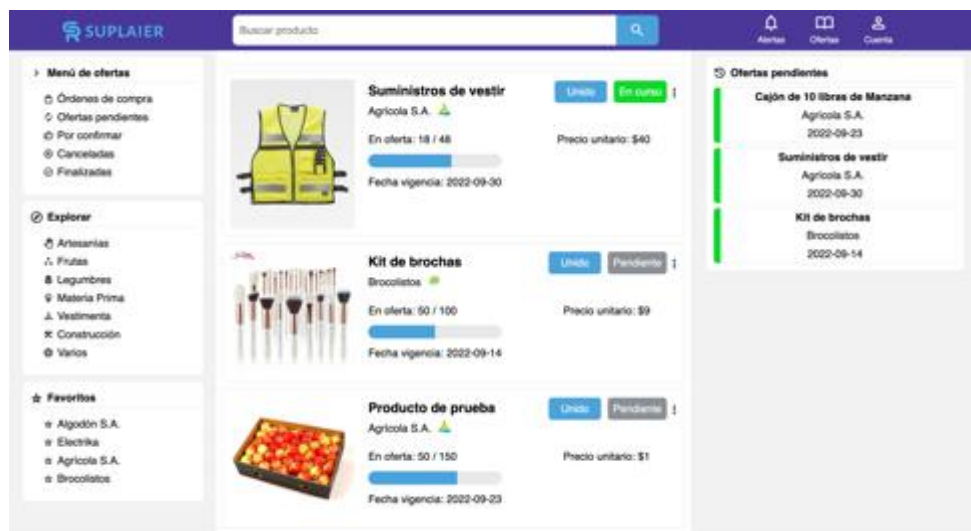 SUPLAIER
Buscar producto
Alertas
Ofertas
Cuenta
Menú de ofertas
Órdenes de compra
Ofertas pendientes
Por confirmar
Canceladas
Finalizadas
Explorar
Artesanías
Frutas
Legumbres
Materia Prima
Vestimenta
Construcción
Varios
Favoritos
Algodón S.A.
Electrika
Agricola S.A.
Brocolistos
Suministros de vestir
Unido
En curso
Agricola S.A.
En oferta: 18 / 48
Precio unitario: $40
Fecha vigencia: 2022-09-30
Kit de brochas
Unido
Pendiente
Brocolistos
En oferta: 50 / 100
Precio unitario: $9
Fecha vigencia: 2022-09-14
Producto de prueba
Unido
Pendiente
Agricola S.A.
En oferta: 50 / 150
Precio unitario: $1
Fecha vigencia: 2022-09-23
Ofertas pendientes
Cajón de 10 libras de Manzana
Agricola S.A.
2022-09-23
Suministros de vestir
Agricola S.A.
2022-09-30
Kit de brochas
Brocolistos
2022-09-14